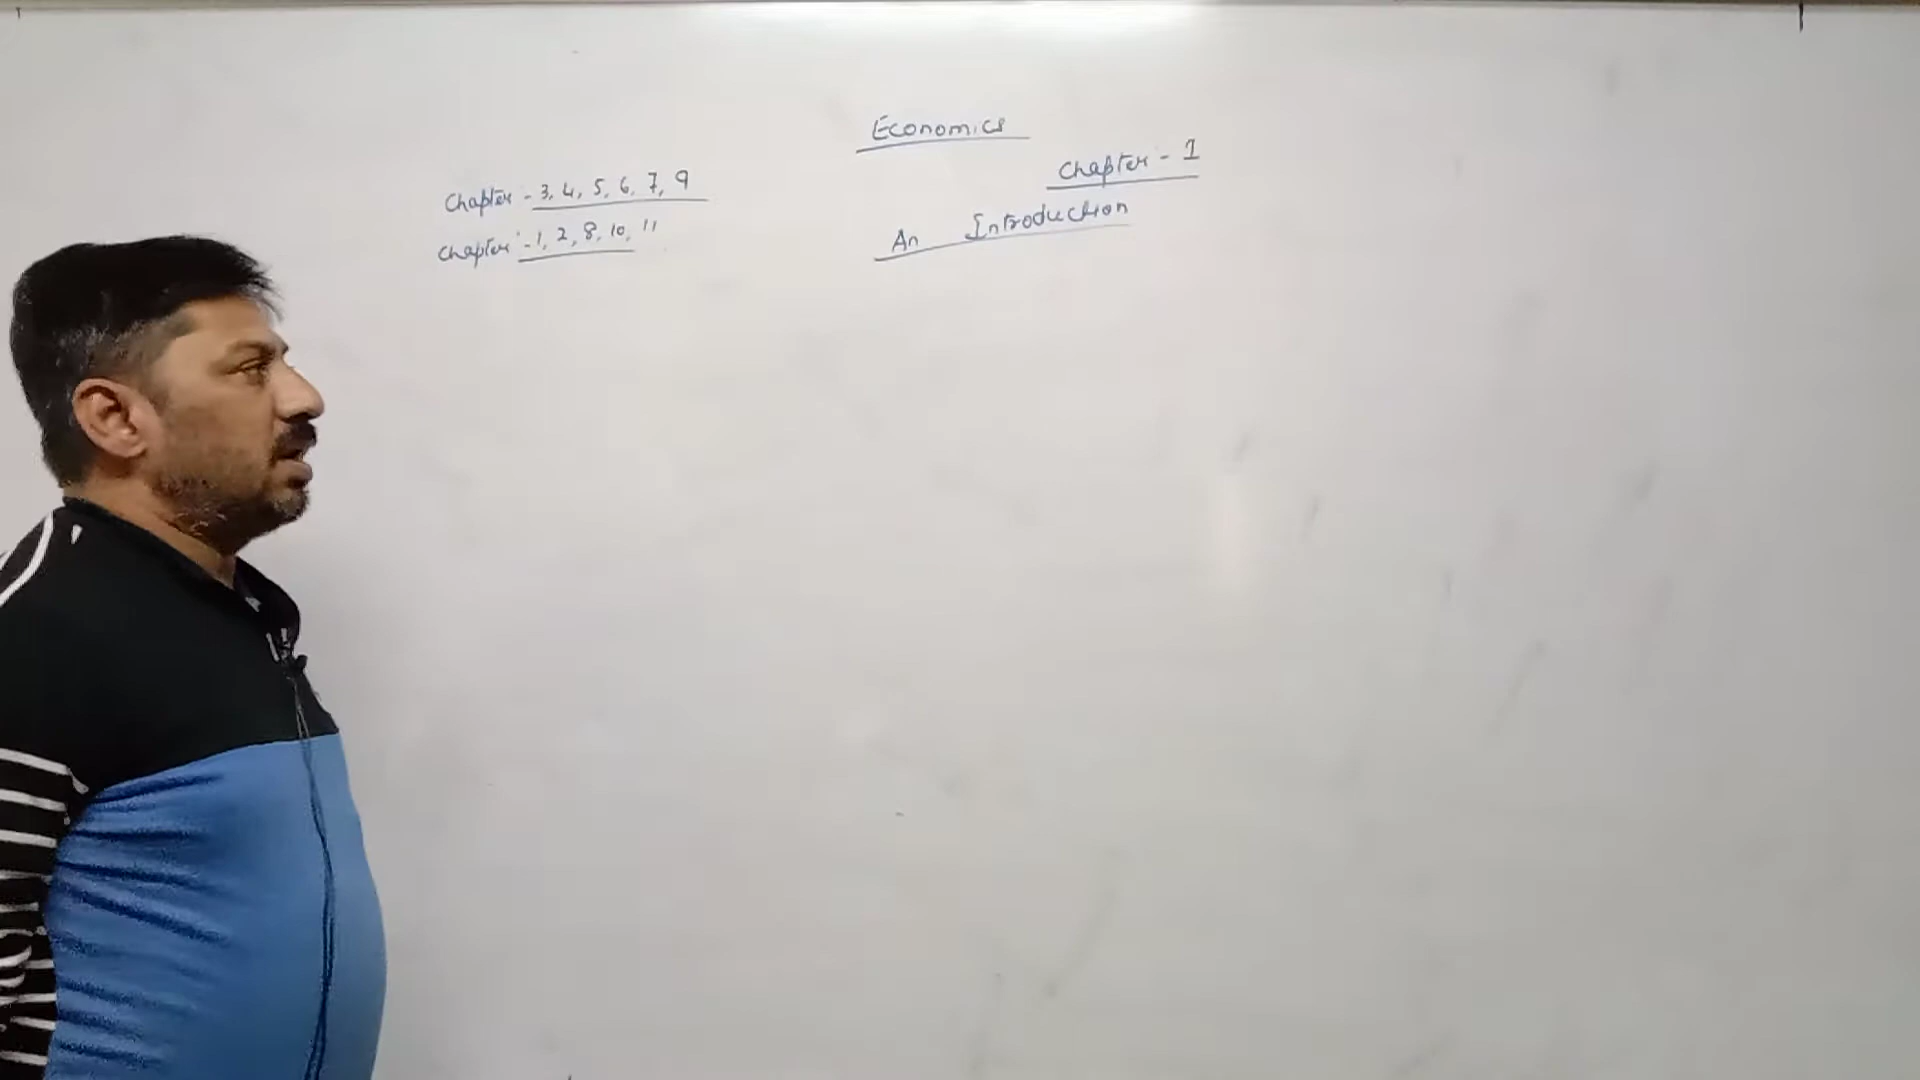 Economics
Chapter - 1
An Introduction
Chapter - 3, 4, 5, 6, 7, 9
Chapter - 1, 2, 8, 10, 11